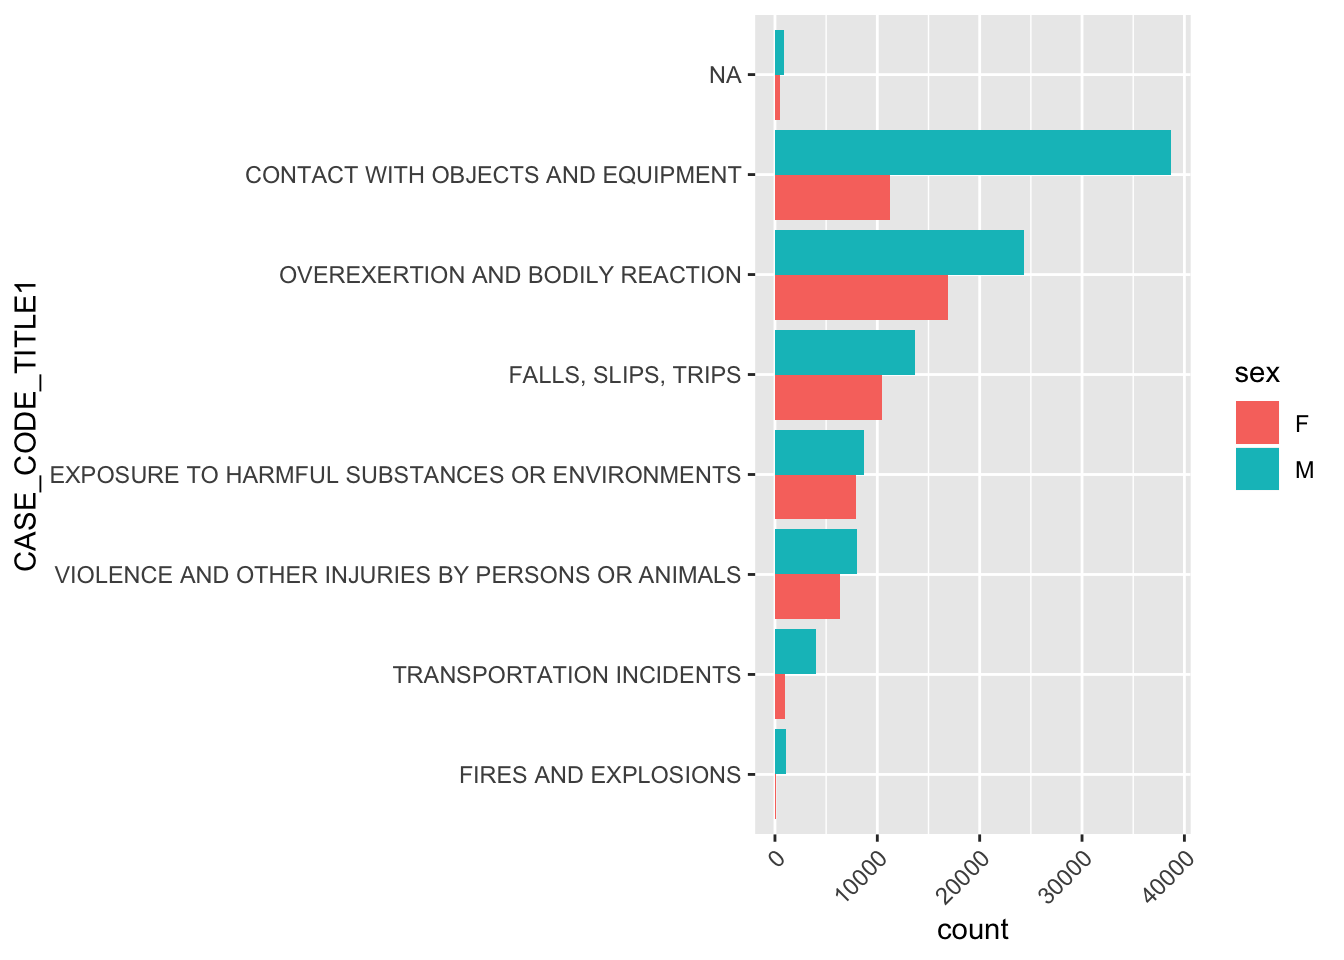 NA
CONTACT WITH OBJECTS AND EQUIPMENT
OVEREXERTION AND BODILY REACTION
FALLS, SLIPS, TRIPS
EXPOSURE TO HARMFUL SUBSTANCES OR ENVIRONMENTS
VIOLENCE AND OTHER INJURIES BY PERSONS OR ANIMALS
TRANSPORTATION INCIDENTS
FIRES AND EXPLOSIONS
CASE_CODE_TITLE1
0
10000
20000
30000
40000
count
sex
F
M